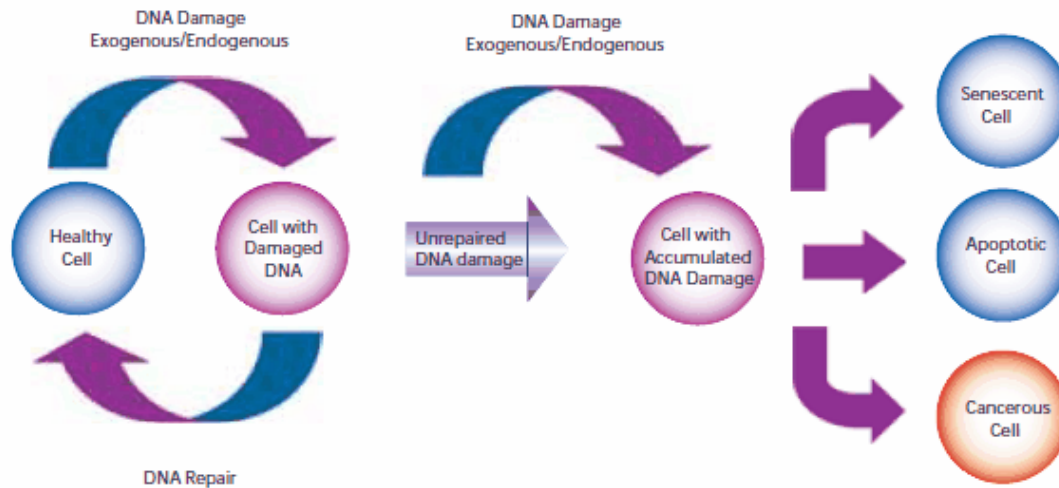 DNA Damage
Exogenous/Endogenous
DNA Damage
Exogenous/Endogenous
Senescent
Cell
Healthy
Cell
Cell with
Damaged
DNA
Unrepaired
DNA damage
Cell with
Accumulated
DNA Damage
Apoptotic
Cell
Cancerous
Cell
DNA Repair